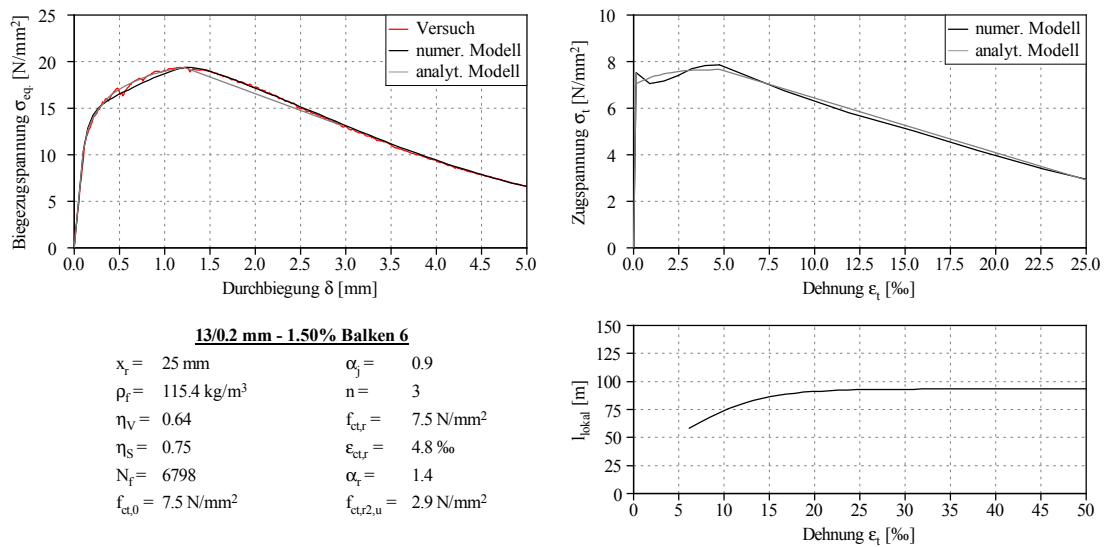 Biegezugspannung σeq. [N/mm²]
25
20
15
10
5
0
0.0 0.5 1.0 1.5 2.0 2.5 3.0 3.5 4.0 4.5 5.0
Durchbiegung δ [mm]
Versuch
numer. Modell
analyt. Modell
Zugspannung σt [N/mm²]
10
8
6
4
2
0
0.0 2.5 5.0 7.5 10.0 12.5 15.0 17.5 20.0 22.5 25.0
Dehnung εt [‰]
numer. Modell
analyt. Modell
13/0.2 mm - 1.50% Balken 6
xr = 25 mm αj = 0.9
ρf = 115.4 kg/m³ n = 3
ηV = 0.64 fct,r = 7.5 N/mm²
ηS = 0.75 εct,r = 4.8 ‰
Nf = 6798 αr = 1.4
fct,0 = 7.5 N/mm² fct,r2,u = 2.9 N/mm²
llokal [m]
150
125
100
75
50
25
0
0 5 10 15 20 25 30 35 40 45 50
Dehnung εt [‰]